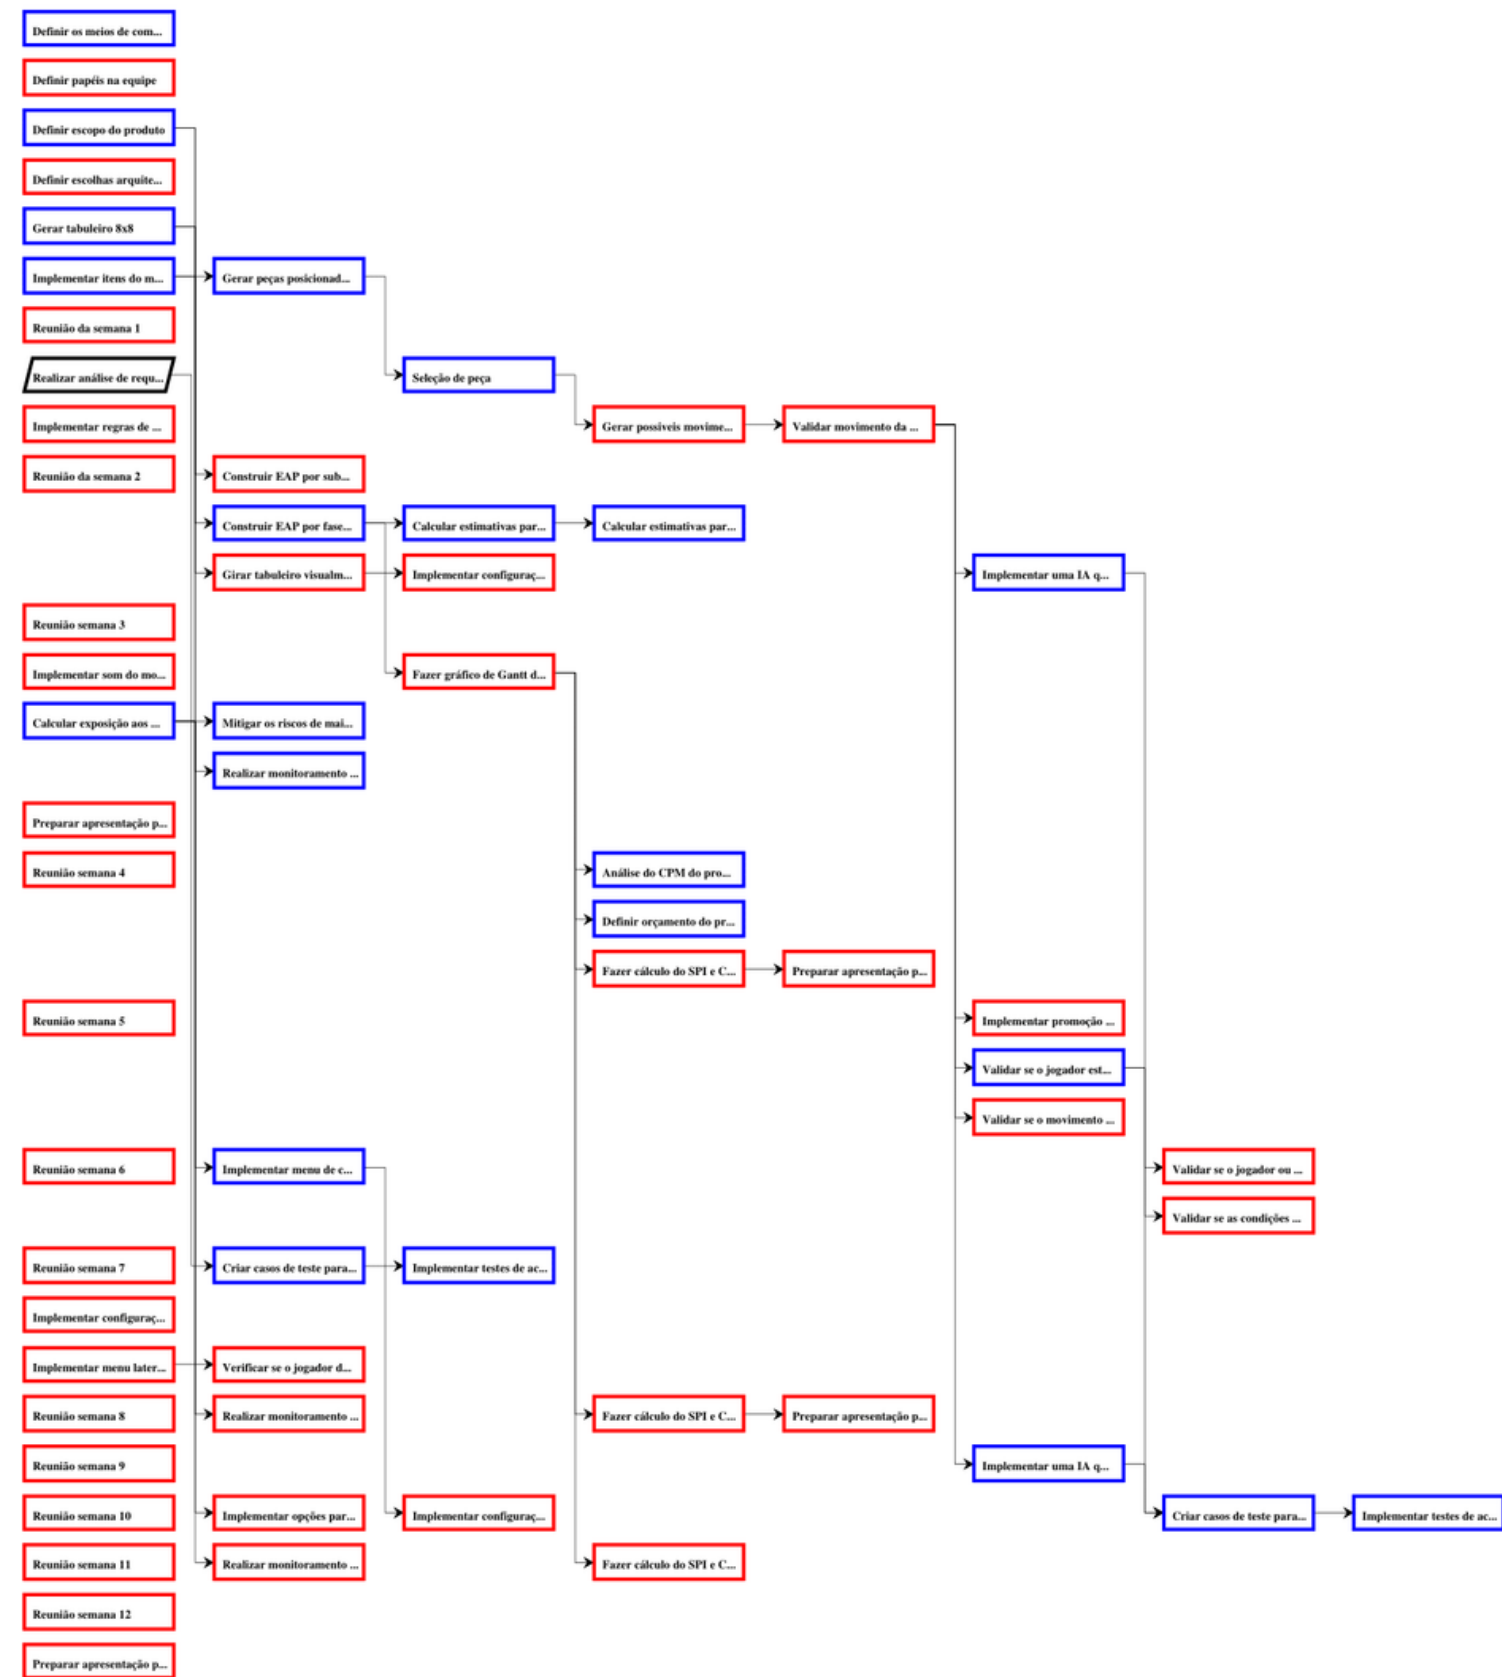 Definir os meios de com...
Definir papéis na equipe
Definir escopo do produto
Definir escolhas arquite...
Gerar tabuleiro 8x8
Implementar itens do m...
Gerar peças posicionad...
Reunião da semana 1
Realizar análise de requ...
Seleção de peça
Implementar regras de ...
Gerar possiveis movime...
Validar movimento da ...
Reunião da semana 2
Construir EAP por sub...
Construir EAP por fase...
Calcular estimativas par...
Calcular estimativas par...
Girar tabuleiro visualm...
Implementar configuraç...
Implementar uma IA q...
Reunião semana 3
Implementar som do mo...
Fazer gráfico de Gantt d...
Calcular exposição aos ...
Mitigar os riscos de mai...
Realizar monitoramento ...
Preparar apresentação p...
Reunião semana 4
Análise do CPM do pro...
Definir orçamento do pr...
Fazer cálculo do SPI e C...
Preparar apresentação p...
Reunião semana 5
Implementar promoção ...
Validar se o jogador est...
Validar se o movimento ...
Reunião semana 6
Implementar menu de c...
Validar se o jogador ou ...
Validar se as condições ...
Reunião semana 7
Criar casos de teste para...
Implementar testes de ac...
Implementar configuraç...
Implementar menu later...
Verificar se o jogador d...
Reunião semana 8
Realizar monitoramento ...
Fazer cálculo do SPI e C...
Preparar apresentação p...
Reunião semana 9
Implementar uma IA q...
Reunião semana 10
Implementar opções par...
Implementar configuraç...
Criar casos de teste para...
Implementar testes de ac...
Reunião semana 11
Realizar monitoramento ...
Fazer cálculo do SPI e C...
Reunião semana 12
Preparar apresentação p...